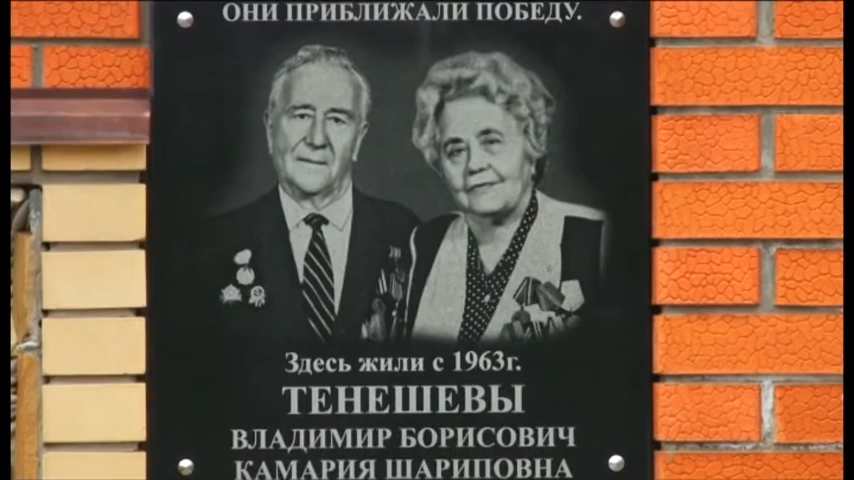 ОНИ ПРИБЛИЖАЛИ ПОБЕДУ.
Здесь жили с 1963г.
ТЕНЕШЕВЫ
ВЛАДИМИР БОРИСОВИЧ
КАМАРИЯ ШАРИПОВНА